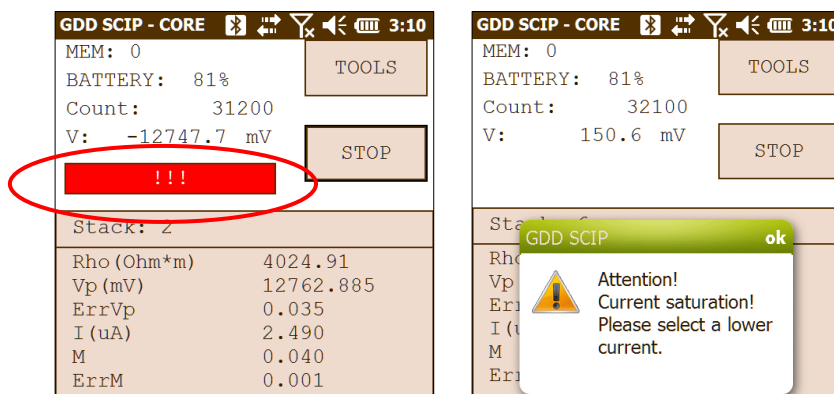 GDD SCIP - CORE 3:10
MEM: 0
TOOLS
BATTERY: 81%
Count: 31200
V: -12747.7 mV
STOP
!!!
Stack: 2
Rho(Ohm*m) 4024.91
Vp(mV) 12762.885
ErrVp 0.035
I(uA) 2.490
M 0.040
ErrM 0.001
GDD SCIP - CORE 3:10
MEM: 0
TOOLS
BATTERY: 81%
Count: 32100
V: 150.6 mV
STOP
GDD SCIP ok
Attention!
Current saturation!
Please select a lower
current.
Vp
M